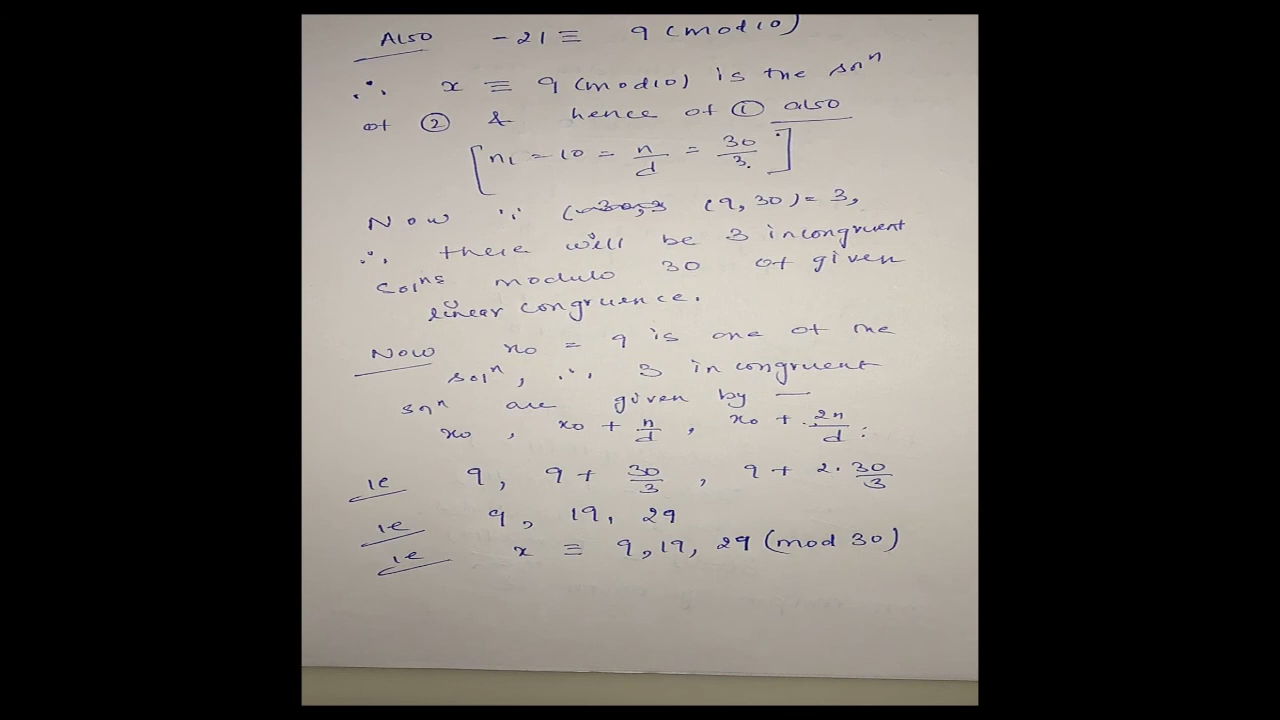 ALSO -21 ≡ 9 (mod 10)
∴ x ≡ 9 (mod 10) is the solⁿ
of ② & hence of ① also
[n₁ = 10 = n/d = 30/3.]
Now ∵ (9, 30) = 3,
∴ there will be 3 incongruent
solⁿs modulo 30 of given
linear congruence.
Now x₀ = 9 is one of the
solⁿ, ∴ 3 incongruent
solⁿ are given by —
x₀, x₀ + n/d, x₀ + 2n/d.
ie 9, 9 + 30/3, 9 + 2·30/3
ie 9, 19, 29
ie x ≡ 9, 19, 29 (mod 30)